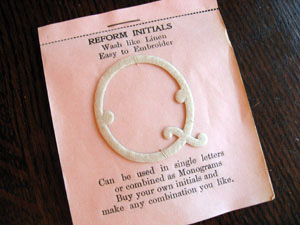 REFORM INITIALS
Wash like Linen
Easy to Embroider
Q
Can be used in single letters
or combined as Monograms
Buy your own initials and
make any combination you like.